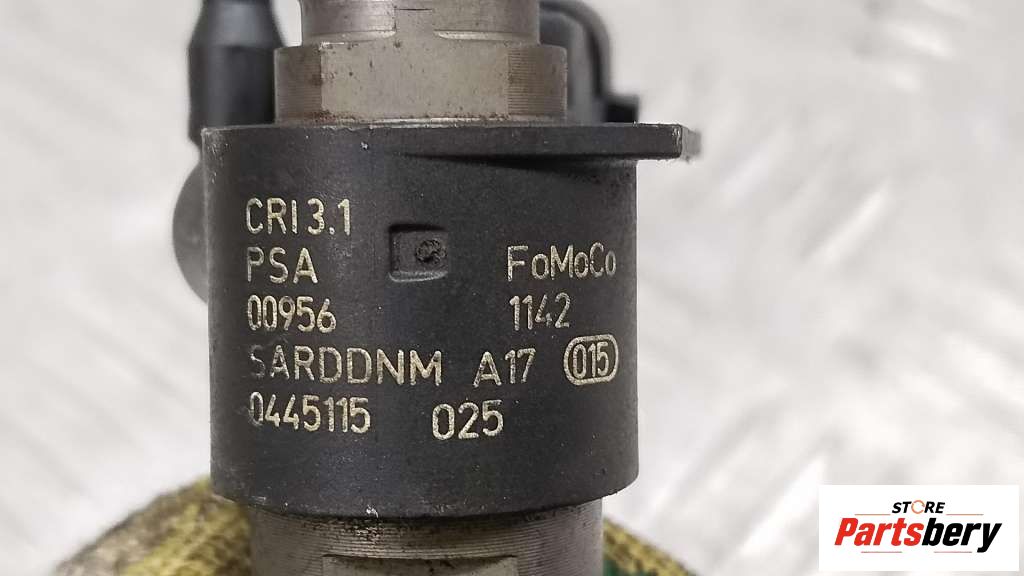 CRI 3.1
PSA FoMoCo
00956 1142
SARDDNM A17 015
0445115 025
STORE
Partsbery